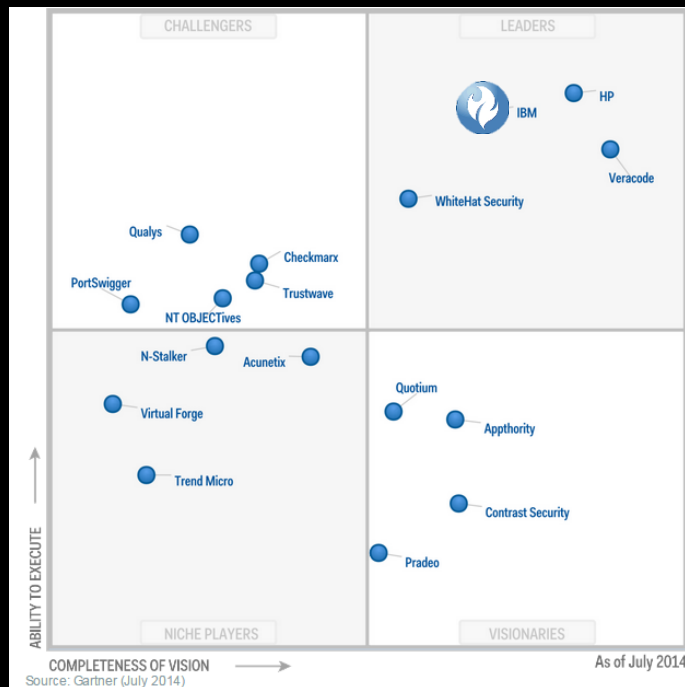 CHALLENGERS
LEADERS
HP
IBM
Veracode
WhiteHat Security
Qualys
Checkmarx
PortSwigger
Trustwave
NT OBJECTives
N-Stalker
Acunetix
Quotium
Virtual Forge
Appthority
Trend Micro
Contrast Security
Pradeo
ABILITY TO EXECUTE
NICHE PLAYERS
VISIONARIES
COMPLETENESS OF VISION
As of July 2014
Source: Gartner (July 2014)